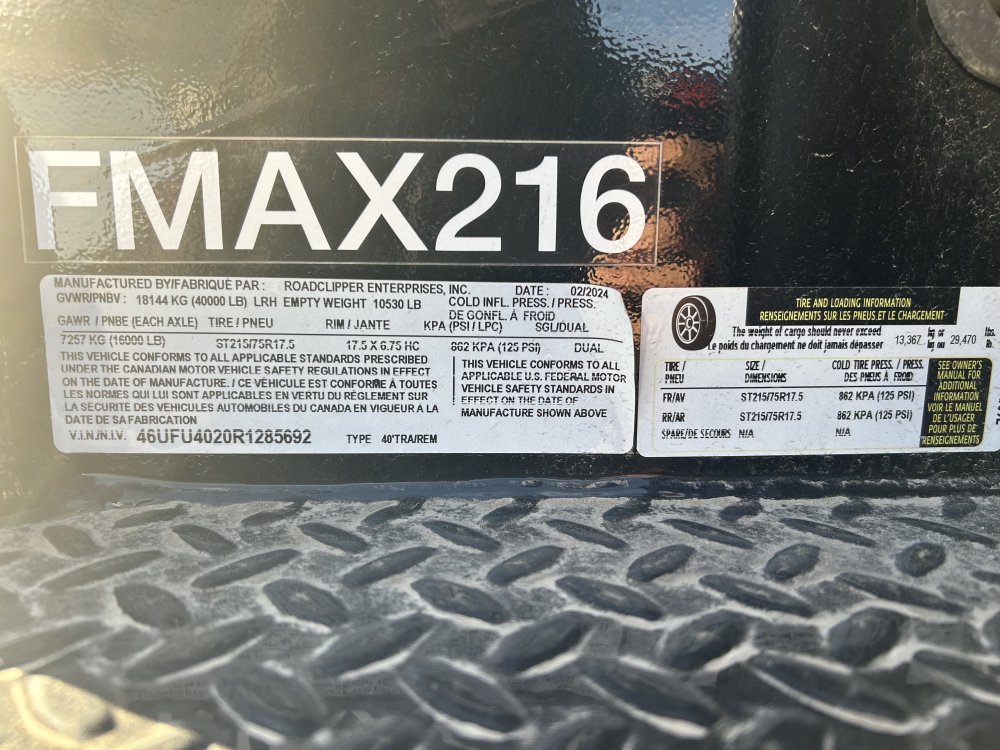 FMAX216
MANUFACTURED BY/FABRIQUÉ PAR : ROADCLIPPER ENTERPRISES, INC. DATE : 02/2024
GVWR/PNBV : 18144 KG (40000 LB) LRH EMPTY WEIGHT 10530 LB COLD INFL. PRESS./PRESS.
DE GONFL. À FROID
GAWR / PNBE (EACH AXLE) TIRE / PNEU RIM / JANTE KPA (PSI / LPC) SGL/DUAL
7257 KG (16000 LB) ST215/75R17.5 17.5 X 6.75 HC 862 KPA (125 PSI) DUAL
THIS VEHICLE CONFORMS TO ALL APPLICABLE STANDARDS PRESCRIBED
UNDER THE CANADIAN MOTOR VEHICLE SAFETY REGULATIONS IN EFFECT
ON THE DATE OF MANUFACTURE. / CE VÉHICULE EST CONFORME À TOUTES
LES NORMES QUI LUI SONT APPLICABLES EN VERTU DU RÈGLEMENT SUR
LA SÉCURITÉ DES VÉHICULES AUTOMOBILES DU CANADA EN VIGUEUR À LA
DATE DE SA FABRICATION
THIS VEHICLE CONFORMS TO ALL
APPLICABLE U.S. FEDERAL MOTOR
VEHICLE SAFETY STANDARDS IN
EFFECT ON THE DATE OF
MANUFACTURE SHOWN ABOVE
V.I.N./N.I.V. 46UFU4020R1285692 TYPE 40'TRA/REM
TIRE AND LOADING INFORMATION
RENSEIGNEMENTS SUR LES PNEUS ET LE CHARGEMENT
The weight of cargo should never exceed
Le poids du chargement ne doit jamais dépasser
13,367 kg or kg ou 29,470 lbs.
TIRE / PNEU SIZE / DIMENSIONS COLD TIRE PRESS./ PRESS. DES PNEUS À FROID
FR/AV ST215/75R17.5 862 KPA (125 PSI)
RR/AR ST215/75R17.5 862 KPA (125 PSI)
SPARE/DE SECOURS N/A N/A
SEE OWNER'S
MANUAL FOR
ADDITIONAL
INFORMATION
VOIR LE MANUEL
DE L'USAGER
POUR PLUS DE
RENSEIGNEMENTS